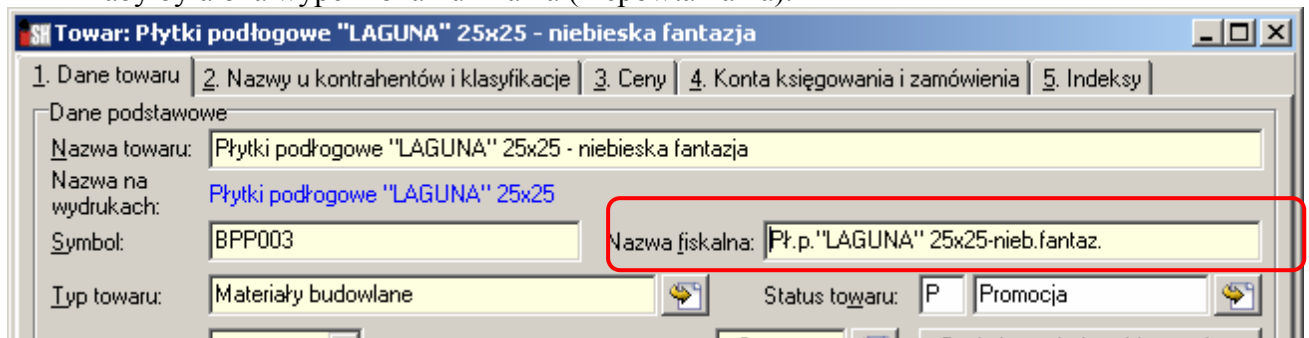 SH Towar: Płytki podłogowe "LAGUNA" 25x25 - niebieska fantazja
1. Dane towaru 2. Nazwy u kontrahentów i klasyfikacje 3. Ceny 4. Konta księgowania i zamówienia 5. Indeksy
Dane podstawowe
Nazwa towaru: Płytki podłogowe "LAGUNA" 25x25 - niebieska fantazja
Nazwa na
wydrukach: Płytki podłogowe "LAGUNA" 25x25
Symbol: BPP003 Nazwa fiskalna: Pł.p."LAGUNA" 25x25-nieb.fantaz.
Typ towaru: Materiały budowlane Status towaru: P Promocja